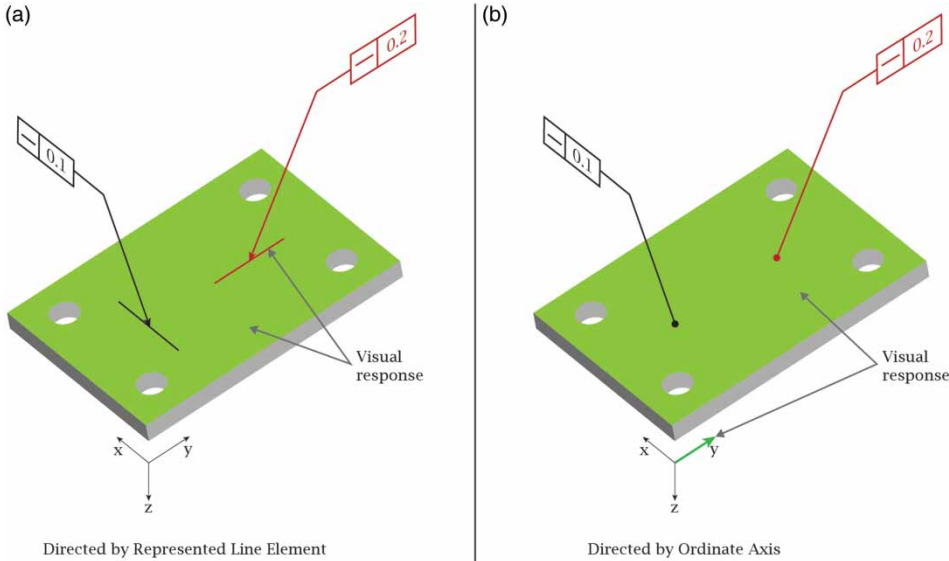 (a)
0.2
0.1
Visual
response
x
y
z
Directed by Represented Line Element
(b)
0.2
0.1
Visual
response
x
y
z
Directed by Ordinate Axis